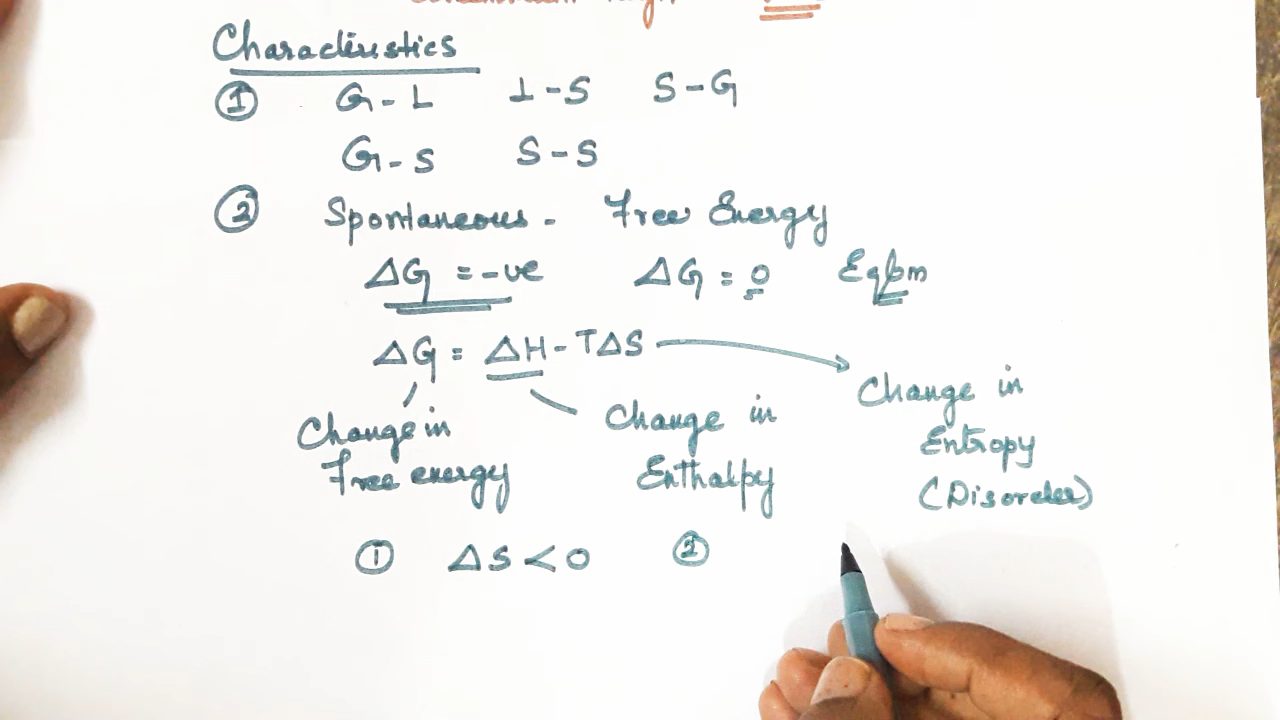 Characteristics
① G - L L - S S - G
G - S S - S
② Spontaneous - Free Energy
ΔG = -ve ΔG = 0 Eqbm
ΔG = ΔH - TΔS
Change in Free energy
Change in Enthalpy
Change in Entropy (Disorder)
① ΔS < 0 ②